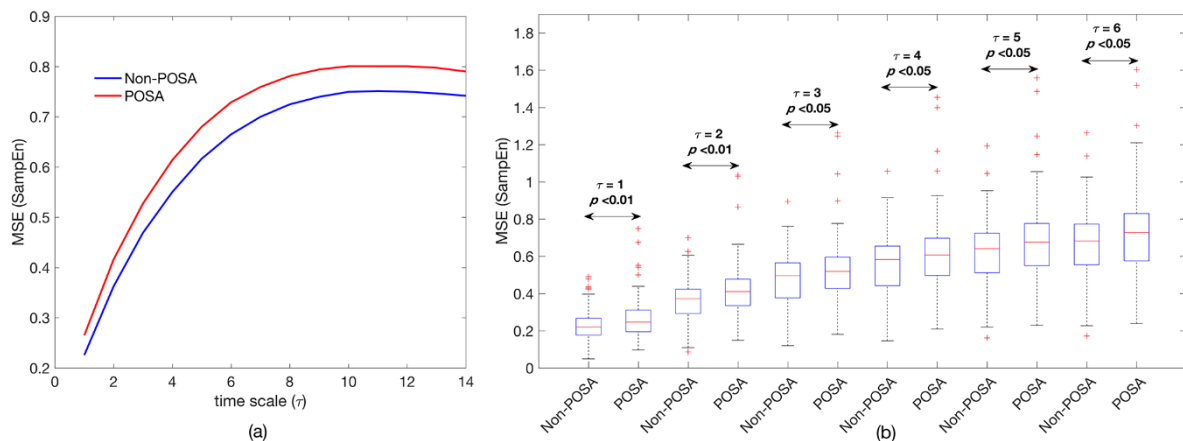 0.9
0.8
0.7
0.6
0.5
0.4
0.3
0.2
0 2 4 6 8 10 12 14
MSE (SampEn)
time scale (τ)
Non-POSA
POSA
(a)
1.8
1.6
1.4
1.2
1
0.8
0.6
0.4
0.2
0
MSE (SampEn)
τ = 1
p <0.01
τ = 2
p <0.01
τ = 3
p <0.05
τ = 4
p <0.05
τ = 5
p <0.05
τ = 6
p <0.05
Non-POSA POSA Non-POSA POSA Non-POSA POSA Non-POSA POSA Non-POSA POSA Non-POSA POSA
(b)